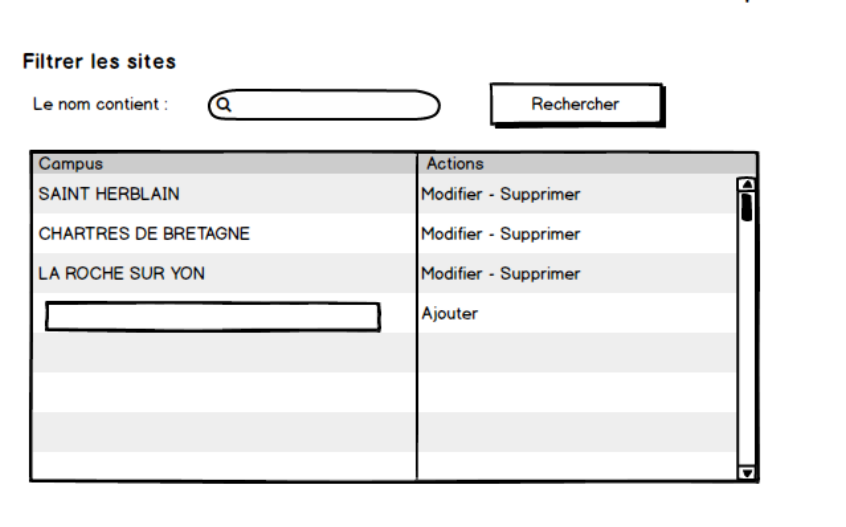 Filtrer les sites
Le nom contient :
Rechercher
Campus Actions
SAINT HERBLAIN Modifier - Supprimer
CHARTRES DE BRETAGNE Modifier - Supprimer
LA ROCHE SUR YON Modifier - Supprimer
Ajouter